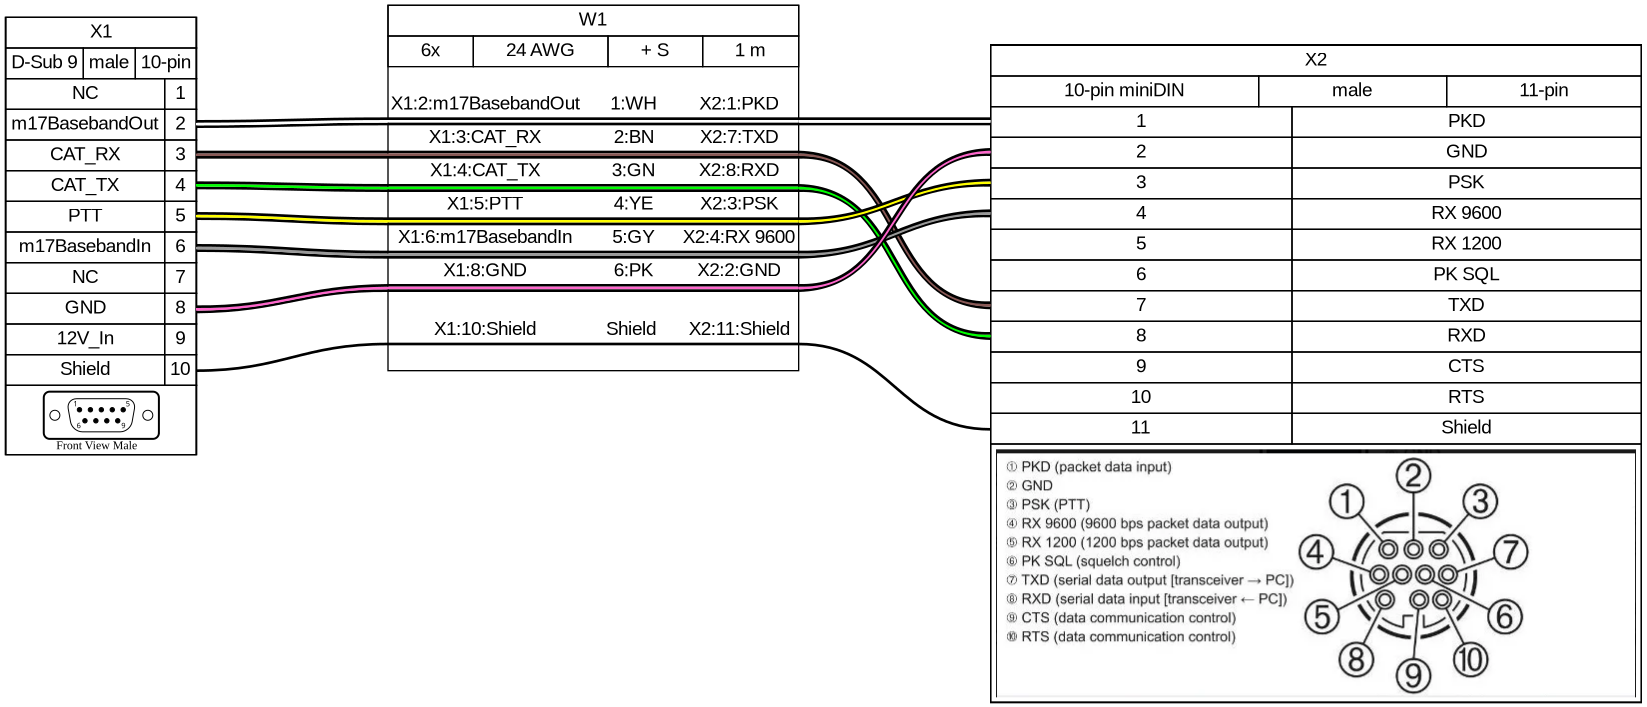 X1
D-Sub 9 male 10-pin
NC 1
m17BasebandOut 2
CAT_RX 3
CAT_TX 4
PTT 5
m17BasebandIn 6
NC 7
GND 8
12V_In 9
Shield 10
1 5
6 9
Front View Male
W1
6x 24 AWG + S 1 m
X1:2:m17BasebandOut 1:WH X2:1:PKD
X1:3:CAT_RX 2:BN X2:7:TXD
X1:4:CAT_TX 3:GN X2:8:RXD
X1:5:PTT 4:YE X2:3:PSK
X1:6:m17BasebandIn 5:GY X2:4:RX 9600
X1:8:GND 6:PK X2:2:GND
X1:10:Shield Shield X2:11:Shield
X2
10-pin miniDIN male 11-pin
1 PKD
2 GND
3 PSK
4 RX 9600
5 RX 1200
6 PK SQL
7 TXD
8 RXD
9 CTS
10 RTS
11 Shield
① PKD (packet data input)
② GND
③ PSK (PTT)
④ RX 9600 (9600 bps packet data output)
⑤ RX 1200 (1200 bps packet data output)
⑥ PK SQL (squelch control)
⑦ TXD (serial data output [transceiver → PC])
⑧ RXD (serial data input [transceiver ← PC])
⑨ CTS (data communication control)
⑩ RTS (data communication control)
②
① ③
④ ⑦
⑤ ⑥
⑧ ⑩
⑨